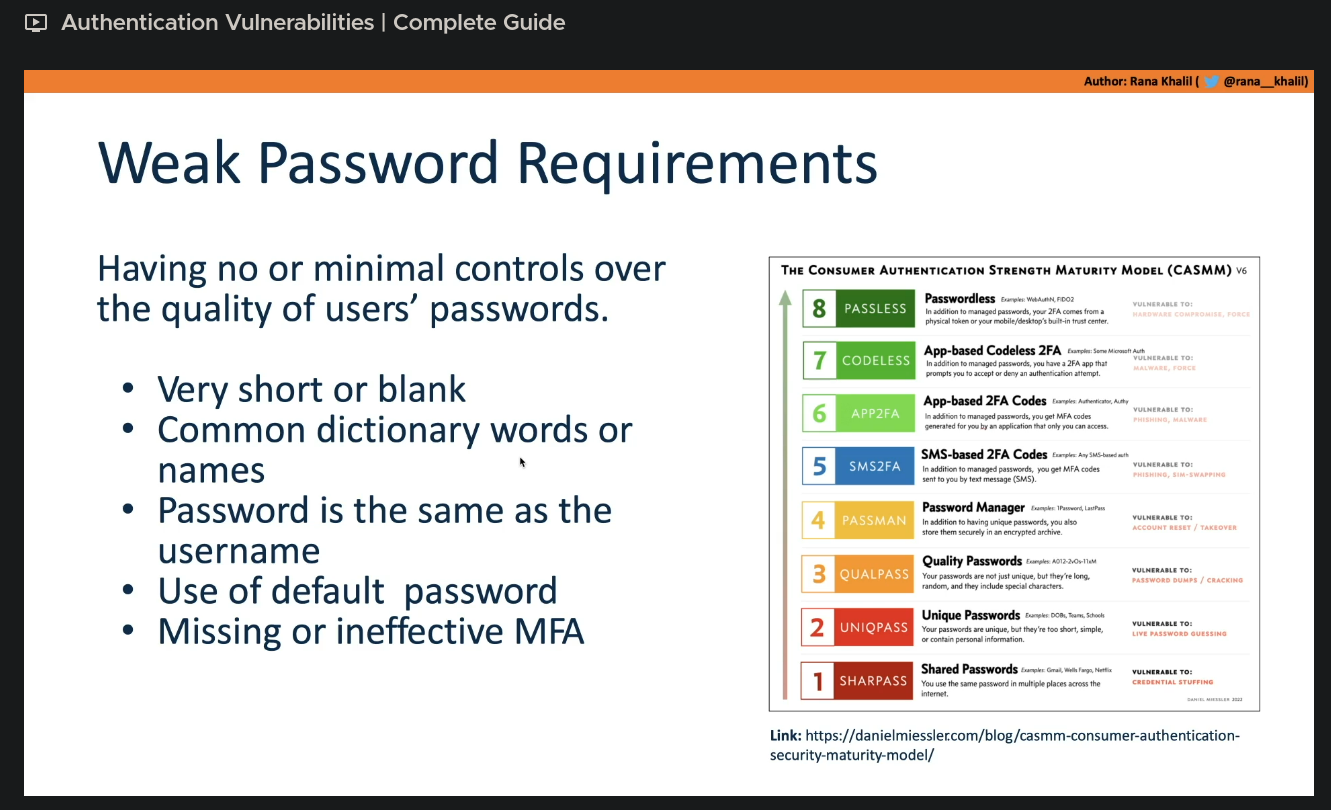 Authentication Vulnerabilities | Complete Guide
Author: Rana Khalil ( @rana__khalil)
Weak Password Requirements
Having no or minimal controls over
the quality of users’ passwords.
• Very short or blank
• Common dictionary words or
names
• Password is the same as the
username
• Use of default  password
• Missing or ineffective MFA
THE CONSUMER AUTHENTICATION STRENGTH MATURITY MODEL (CASMM) V6
8 PASSLESS
Passwordless Examples: WebAuthN, FIDO2
In addition to managed passwords, your 2FA comes from a
physical token or your mobile/desktop's built-in trust center.
VULNERABLE TO:
HARDWARE COMPROMISE, FORCE
7 CODELESS
App-based Codeless 2FA Examples: Some Microsoft Auth
In addition to managed passwords, you have a 2FA app that
prompts you to accept or deny an authentication attempt.
VULNERABLE TO:
MALWARE, FORCE
6 APP2FA
App-based 2FA Codes Examples: Authenticator, Authy
In addition to managed passwords, you get MFA codes
generated for you by an application that only you can access.
VULNERABLE TO:
PHISHING, MALWARE
5 SMS2FA
SMS-based 2FA Codes Examples: Any SMS-based auth
In addition to managed passwords, you get MFA codes
sent to you by text message (SMS).
VULNERABLE TO:
PHISHING, SIM-SWAPPING
4 PASSMAN
Password Manager Examples: 1Password, LastPass
In addition to having unique passwords, you also
store them securely in an encrypted archive.
VULNERABLE TO:
ACCOUNT RESET / TAKEOVER
3 QUALPASS
Quality Passwords Examples: A012-2vOs-11xM
Your passwords are not just unique, but they're long,
random, and they include special characters.
VULNERABLE TO:
PASSWORD DUMPS / CRACKING
2 UNIQPASS
Unique Passwords Examples: DOBs, Teams, Schools
Your passwords are unique, but they're too short, simple,
or contain personal information.
VULNERABLE TO:
LIVE PASSWORD GUESSING
1 SHARPASS
Shared Passwords Examples: Gmail, Wells Fargo, Netflix
You use the same password in multiple places across the
internet.
VULNERABLE TO:
CREDENTIAL STUFFING
DANIEL MIESSLER 2022
Link: https://danielmiessler.com/blog/casmm-consumer-authentication-
security-maturity-model/